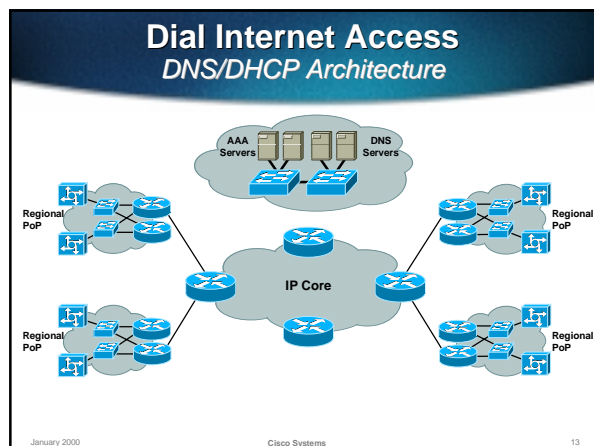 Dial Internet Access
DNS/DHCP Architecture
AAA
Servers
DNS
Servers
Regional
PoP
Regional
PoP
IP Core
Regional
PoP
Regional
PoP
January 2000
Cisco Systems
13